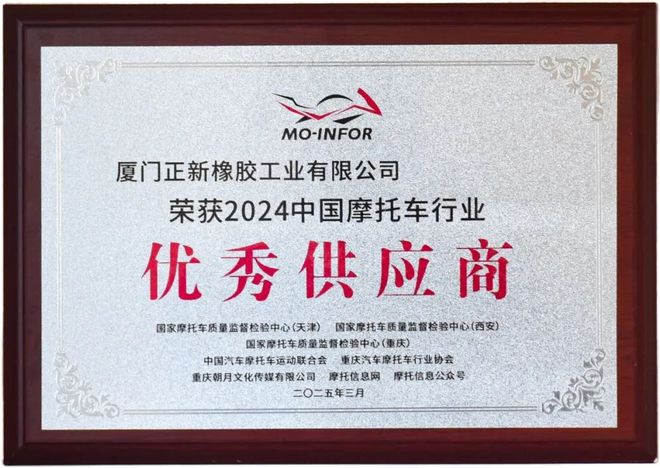 MO-INFOR
厦门正新橡胶工业有限公司
荣获2024中国摩托车行业
优秀供应商
国家摩托车质量监督检验中心(天津) 国家摩托车质量监督检验中心(西安)
国家摩托车质量监督检验中心(重庆)
中国汽车摩托车运动联合会 重庆汽车摩托车行业协会
重庆朝月文化传媒有限公司 摩托信息网 摩托信息公众号
二〇二五年三月